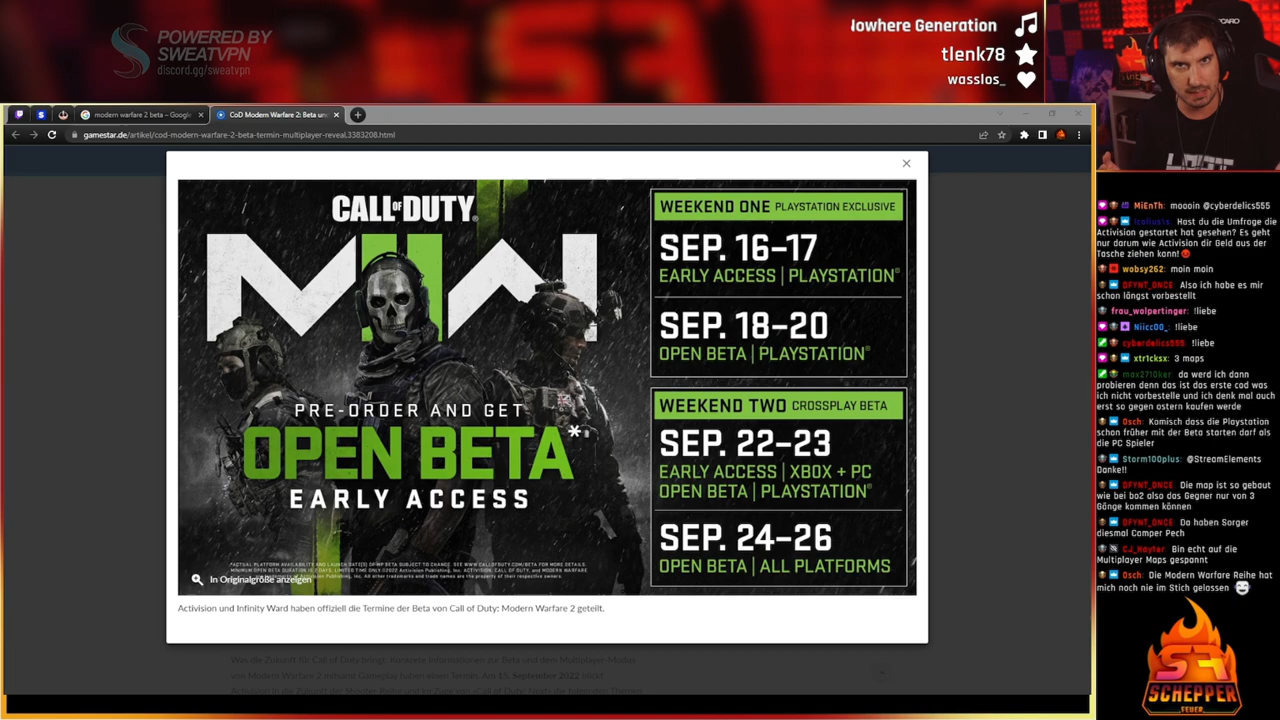 POWERED BY
SWEATVPN
discord.gg/sweatvpn
lowhere Generation
tlenk78
wasslos_
modern warfare 2 beta – Google
CoD Modern Warfare 2: Beta un
gamestar.de/artikel/cod-modern-warfare-2-beta-termin-multiplayer-reveal,3383208.html
CALL OF DUTY
MWII
PRE-ORDER AND GET
OPEN BETA*
EARLY ACCESS
In Originalgröße anzeigen
WEEKEND ONE PLAYSTATION EXCLUSIVE
SEP. 16–17
EARLY ACCESS | PLAYSTATION®
SEP. 18–20
OPEN BETA | PLAYSTATION®
WEEKEND TWO CROSSPLAY BETA
SEP. 22–23
EARLY ACCESS | XBOX + PC
OPEN BETA | PLAYSTATION®
SEP. 24–26
OPEN BETA | ALL PLATFORMS
Activision und Infinity Ward haben offiziell die Termine der Beta von Call of Duty: Modern Warfare 2 geteilt.
MiEnTh: moooin @cyberdelics555
Hast du die Umfroge die
Activision gestartet hat gesehen? Es geht
nur darum wie Activision dir Geld aus der
Tasche ziehen kann!
wobsy262: moin moin
DFYNT_ONCE: Also ich habe es mir
schon längst vorbestellt
frau_wolpertinger: !liebe
Niicc00_: !liebe
cyberdelics555: !liebe
xtr1cksx: 3 maps
max2710ker: da werd ich dann
probieren denn das ist das erste cod was
ich nicht vorbestelle und ich denk mal auch
erst so gegen ostern kaufen werde
Osch: Komisch dass die Playstation
schon früher mit der Beta starten darf als
die PC Spieler
Storm100plus: @StreamElements
Danke!!
DFYNT_ONCE: Die map ist so gebaut
wie bei bo2 also das Gegner nur von 3
Gänge kommen können
DFYNT_ONCE: Da haben Sorger
diesmal Camper Pech
CJ_Hayter: Bin echt auf die
Multiplayer Maps gespannt
Osch: Die Modern Warfare Reihe hat
mich noch nie im Stich gelassen
SF
SCHEPPER
FEUER